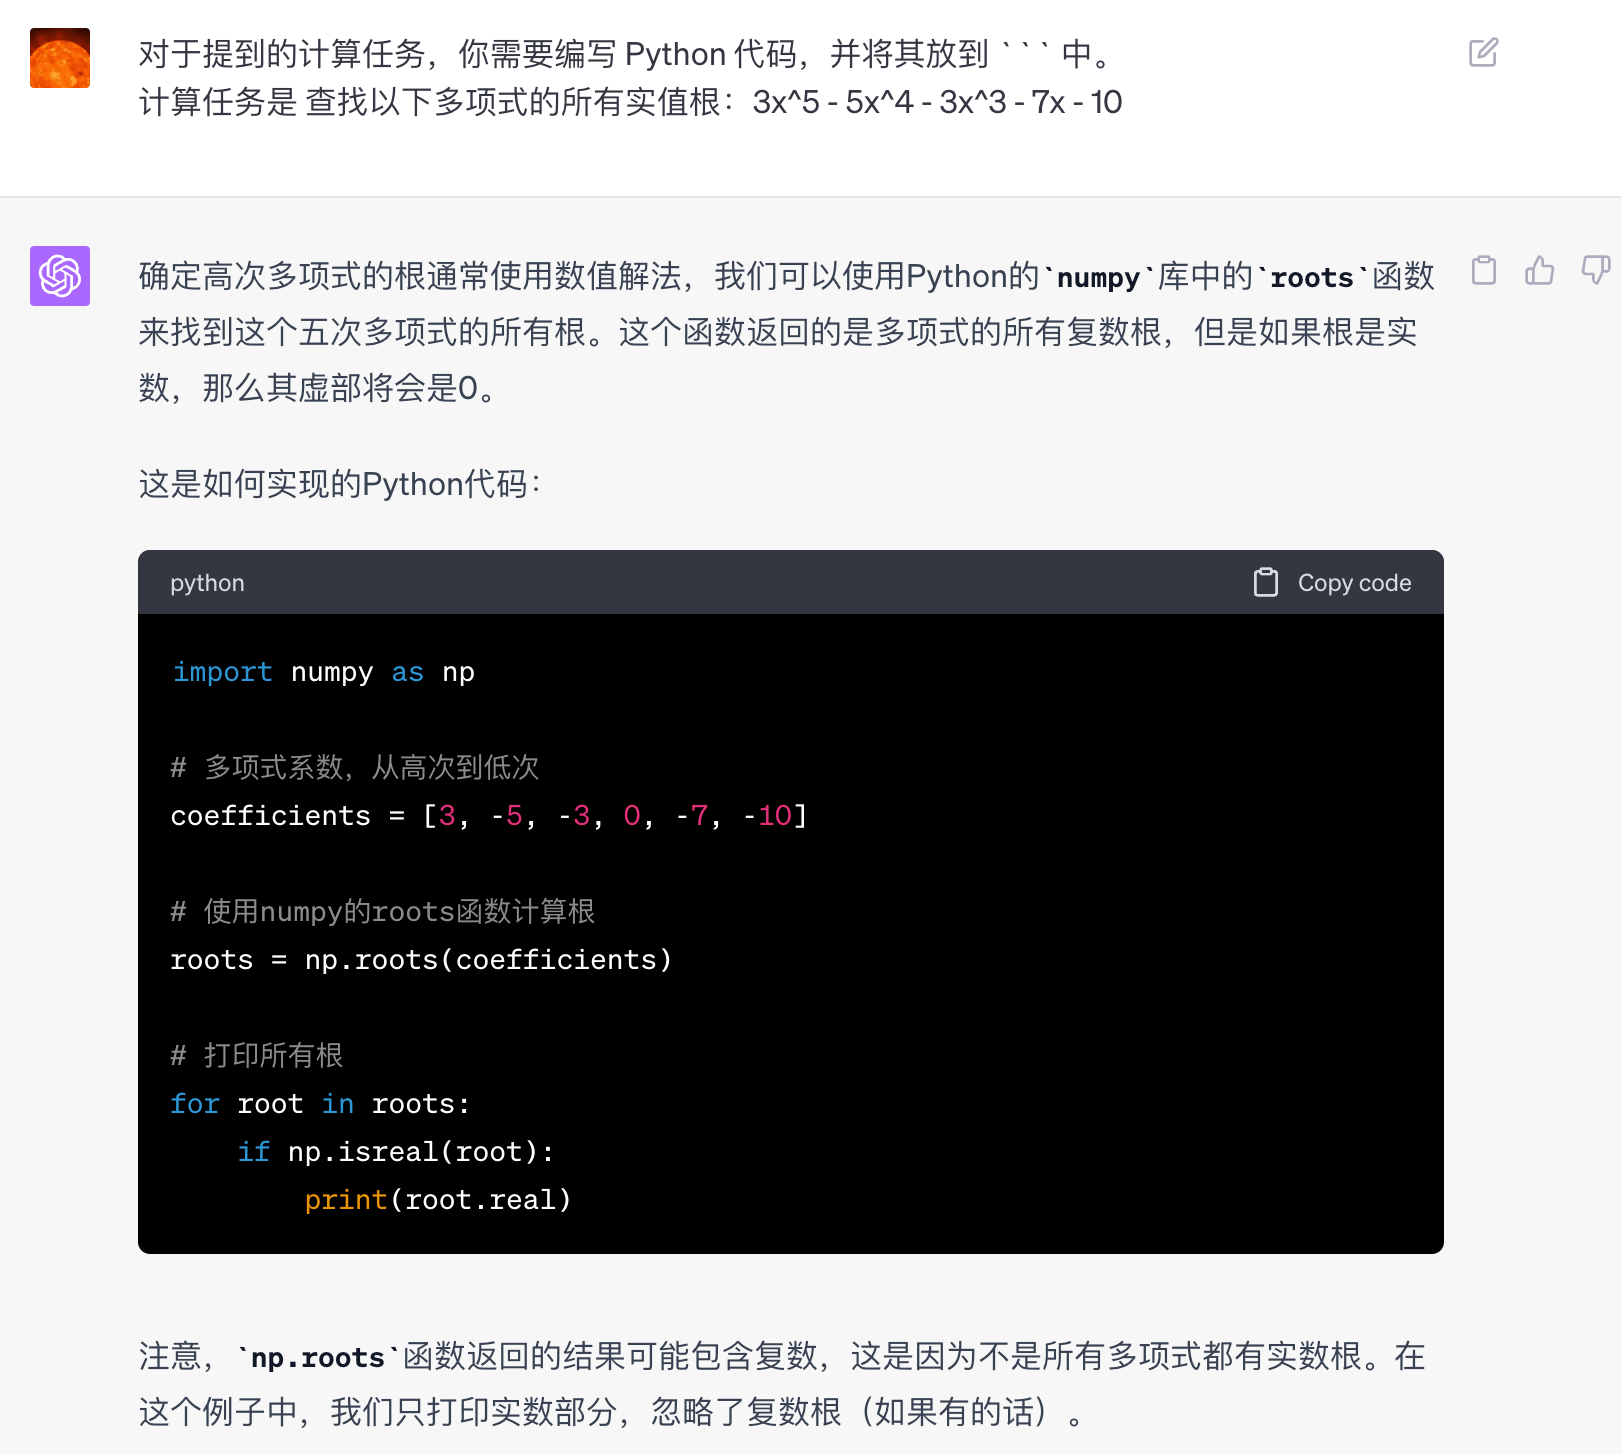 对于提到的计算任务，你需要编写 Python 代码，并将其放到 ``` 中。
计算任务是 查找以下多项式的所有实值根：3x^5 - 5x^4 - 3x^3 - 7x - 10
确定高次多项式的根通常使用数值解法，我们可以使用Python的`numpy`库中的`roots`函数
来找到这个五次多项式的所有根。这个函数返回的是多项式的所有复数根，但是如果根是实
数，那么其虚部将会是0。
这是如何实现的Python代码：
python Copy code
import numpy as np
# 多项式系数，从高次到低次
coefficients = [3, -5, -3, 0, -7, -10]
# 使用numpy的roots函数计算根
roots = np.roots(coefficients)
# 打印所有根
for root in roots:
    if np.isreal(root):
        print(root.real)
注意，`np.roots`函数返回的结果可能包含复数，这是因为不是所有多项式都有实数根。在
这个例子中，我们只打印实数部分，忽略了复数根（如果有的话）。